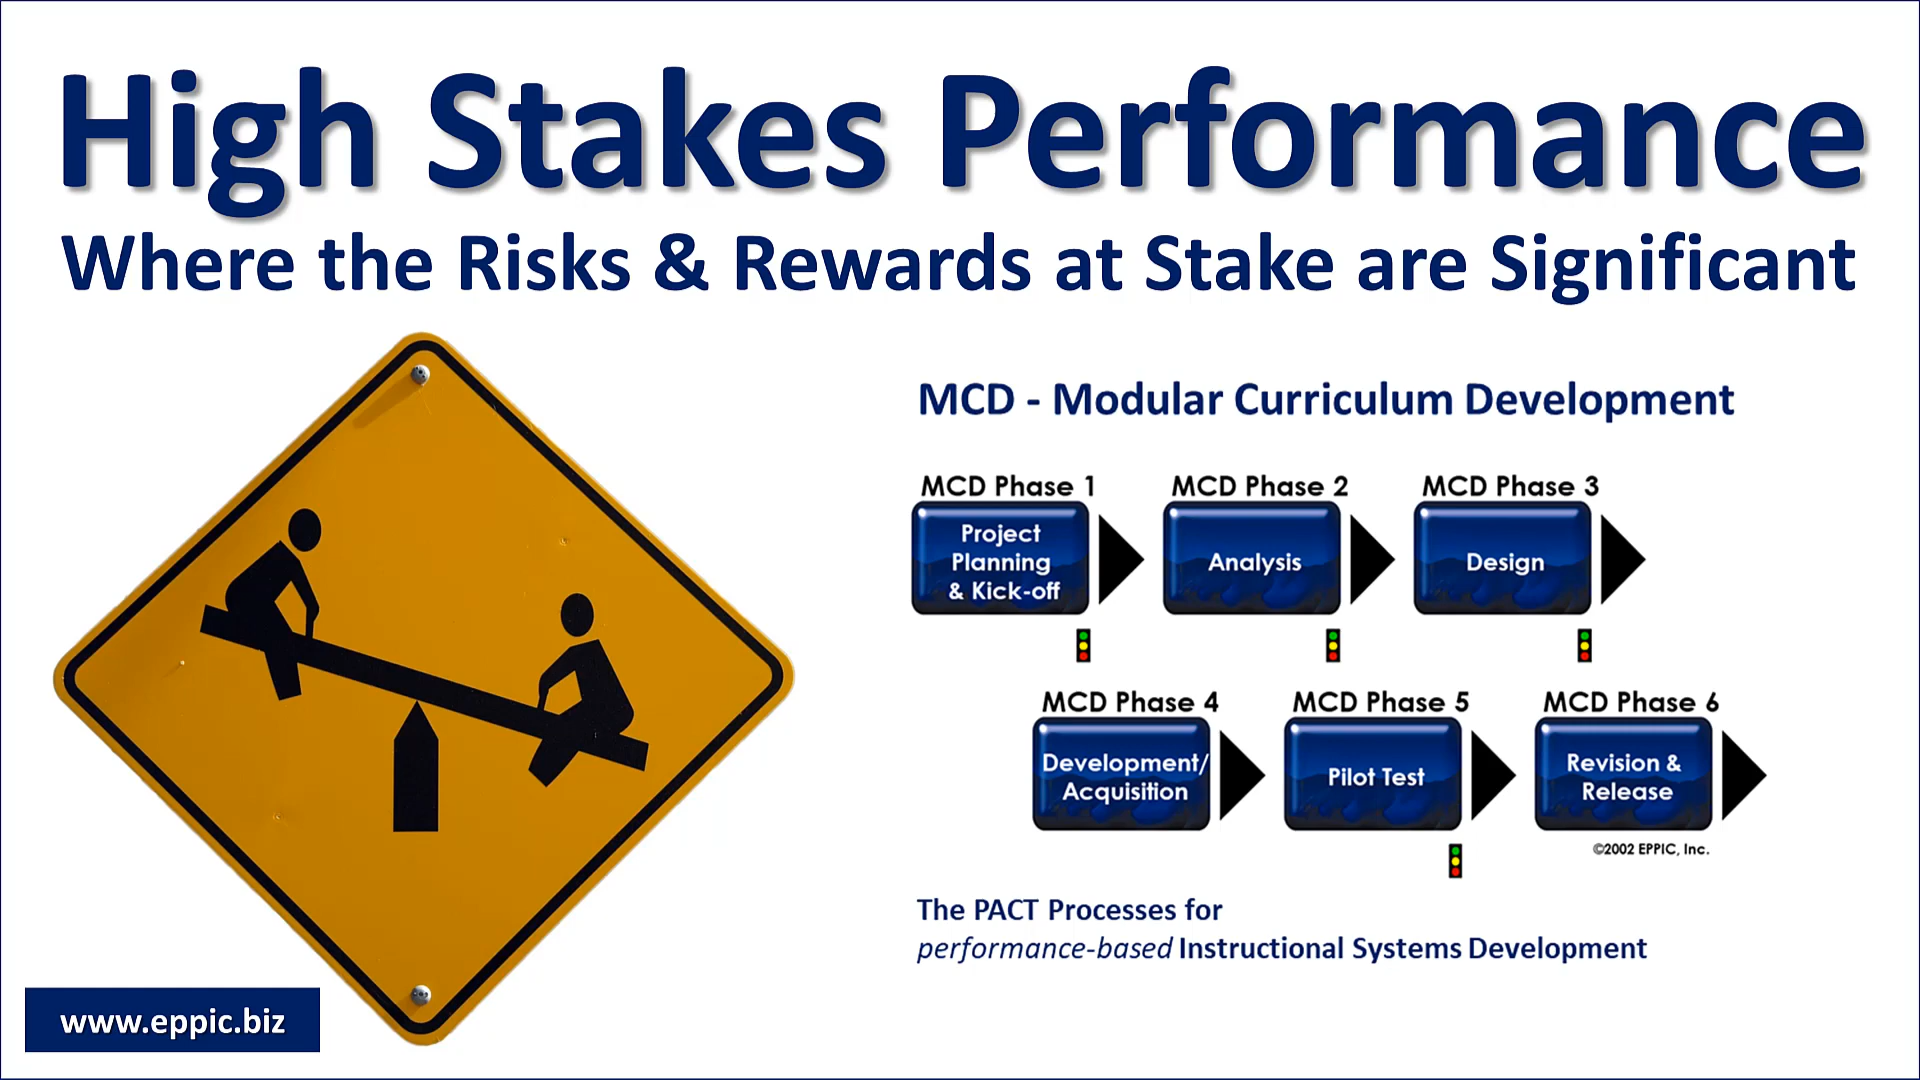 High Stakes Performance
Where the Risks & Rewards at Stake are Significant
MCD - Modular Curriculum Development
MCD Phase 1
Project
Planning
& Kick-off
MCD Phase 2
Analysis
MCD Phase 3
Design
MCD Phase 4
Development/
Acquisition
MCD Phase 5
Pilot Test
MCD Phase 6
Revision &
Release
©2002 EPPIC, Inc.
The PACT Processes for
performance-based Instructional Systems Development
www.eppic.biz